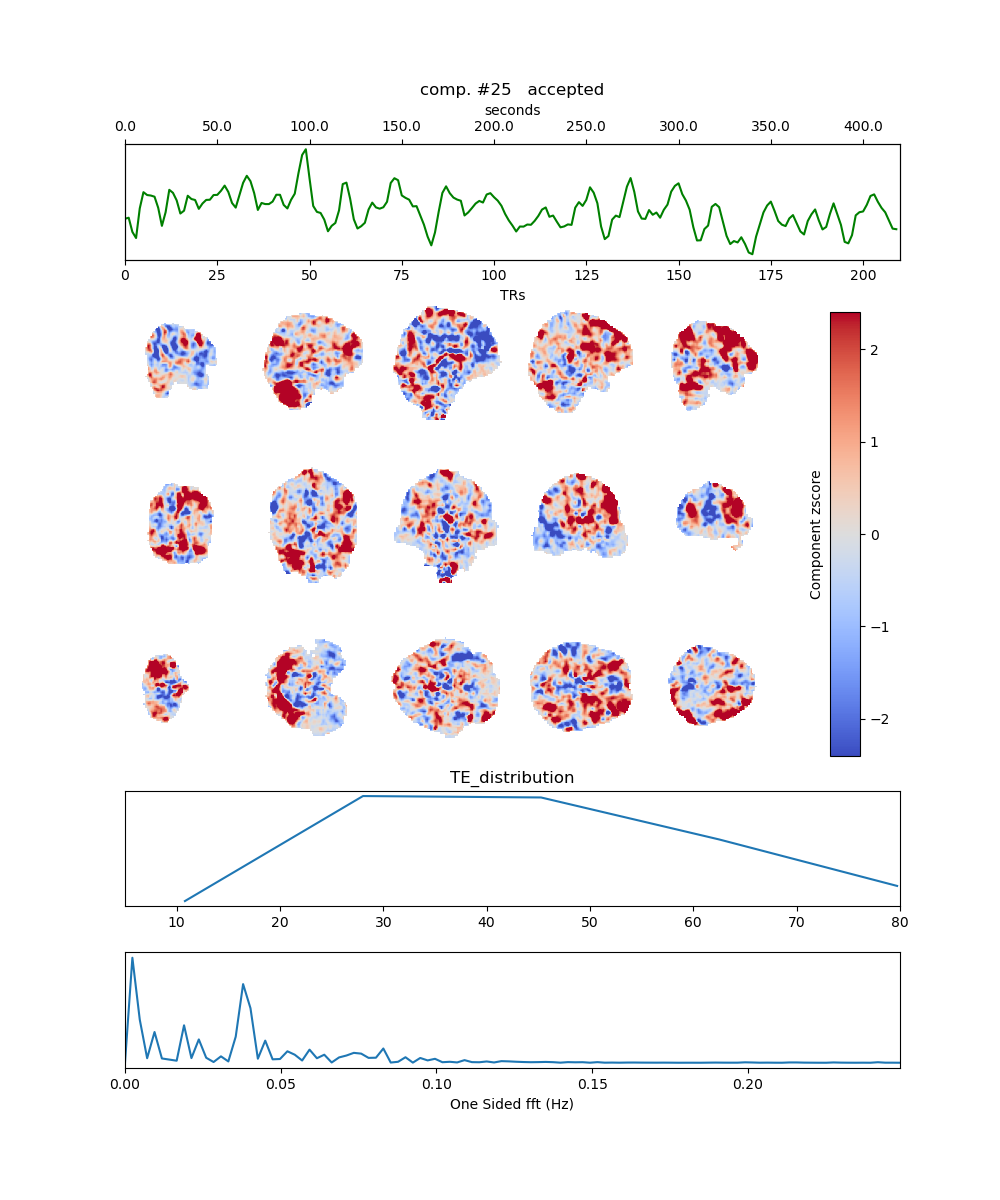 comp. #25   accepted
seconds
0.0 50.0 100.0 150.0 200.0 250.0 300.0 350.0 400.0
0 25 50 75 100 125 150 175 200
TRs
2
1
0
−1
−2
Component zscore
TE_distribution
10 20 30 40 50 60 70 80
0.00 0.05 0.10 0.15 0.20
One Sided fft (Hz)